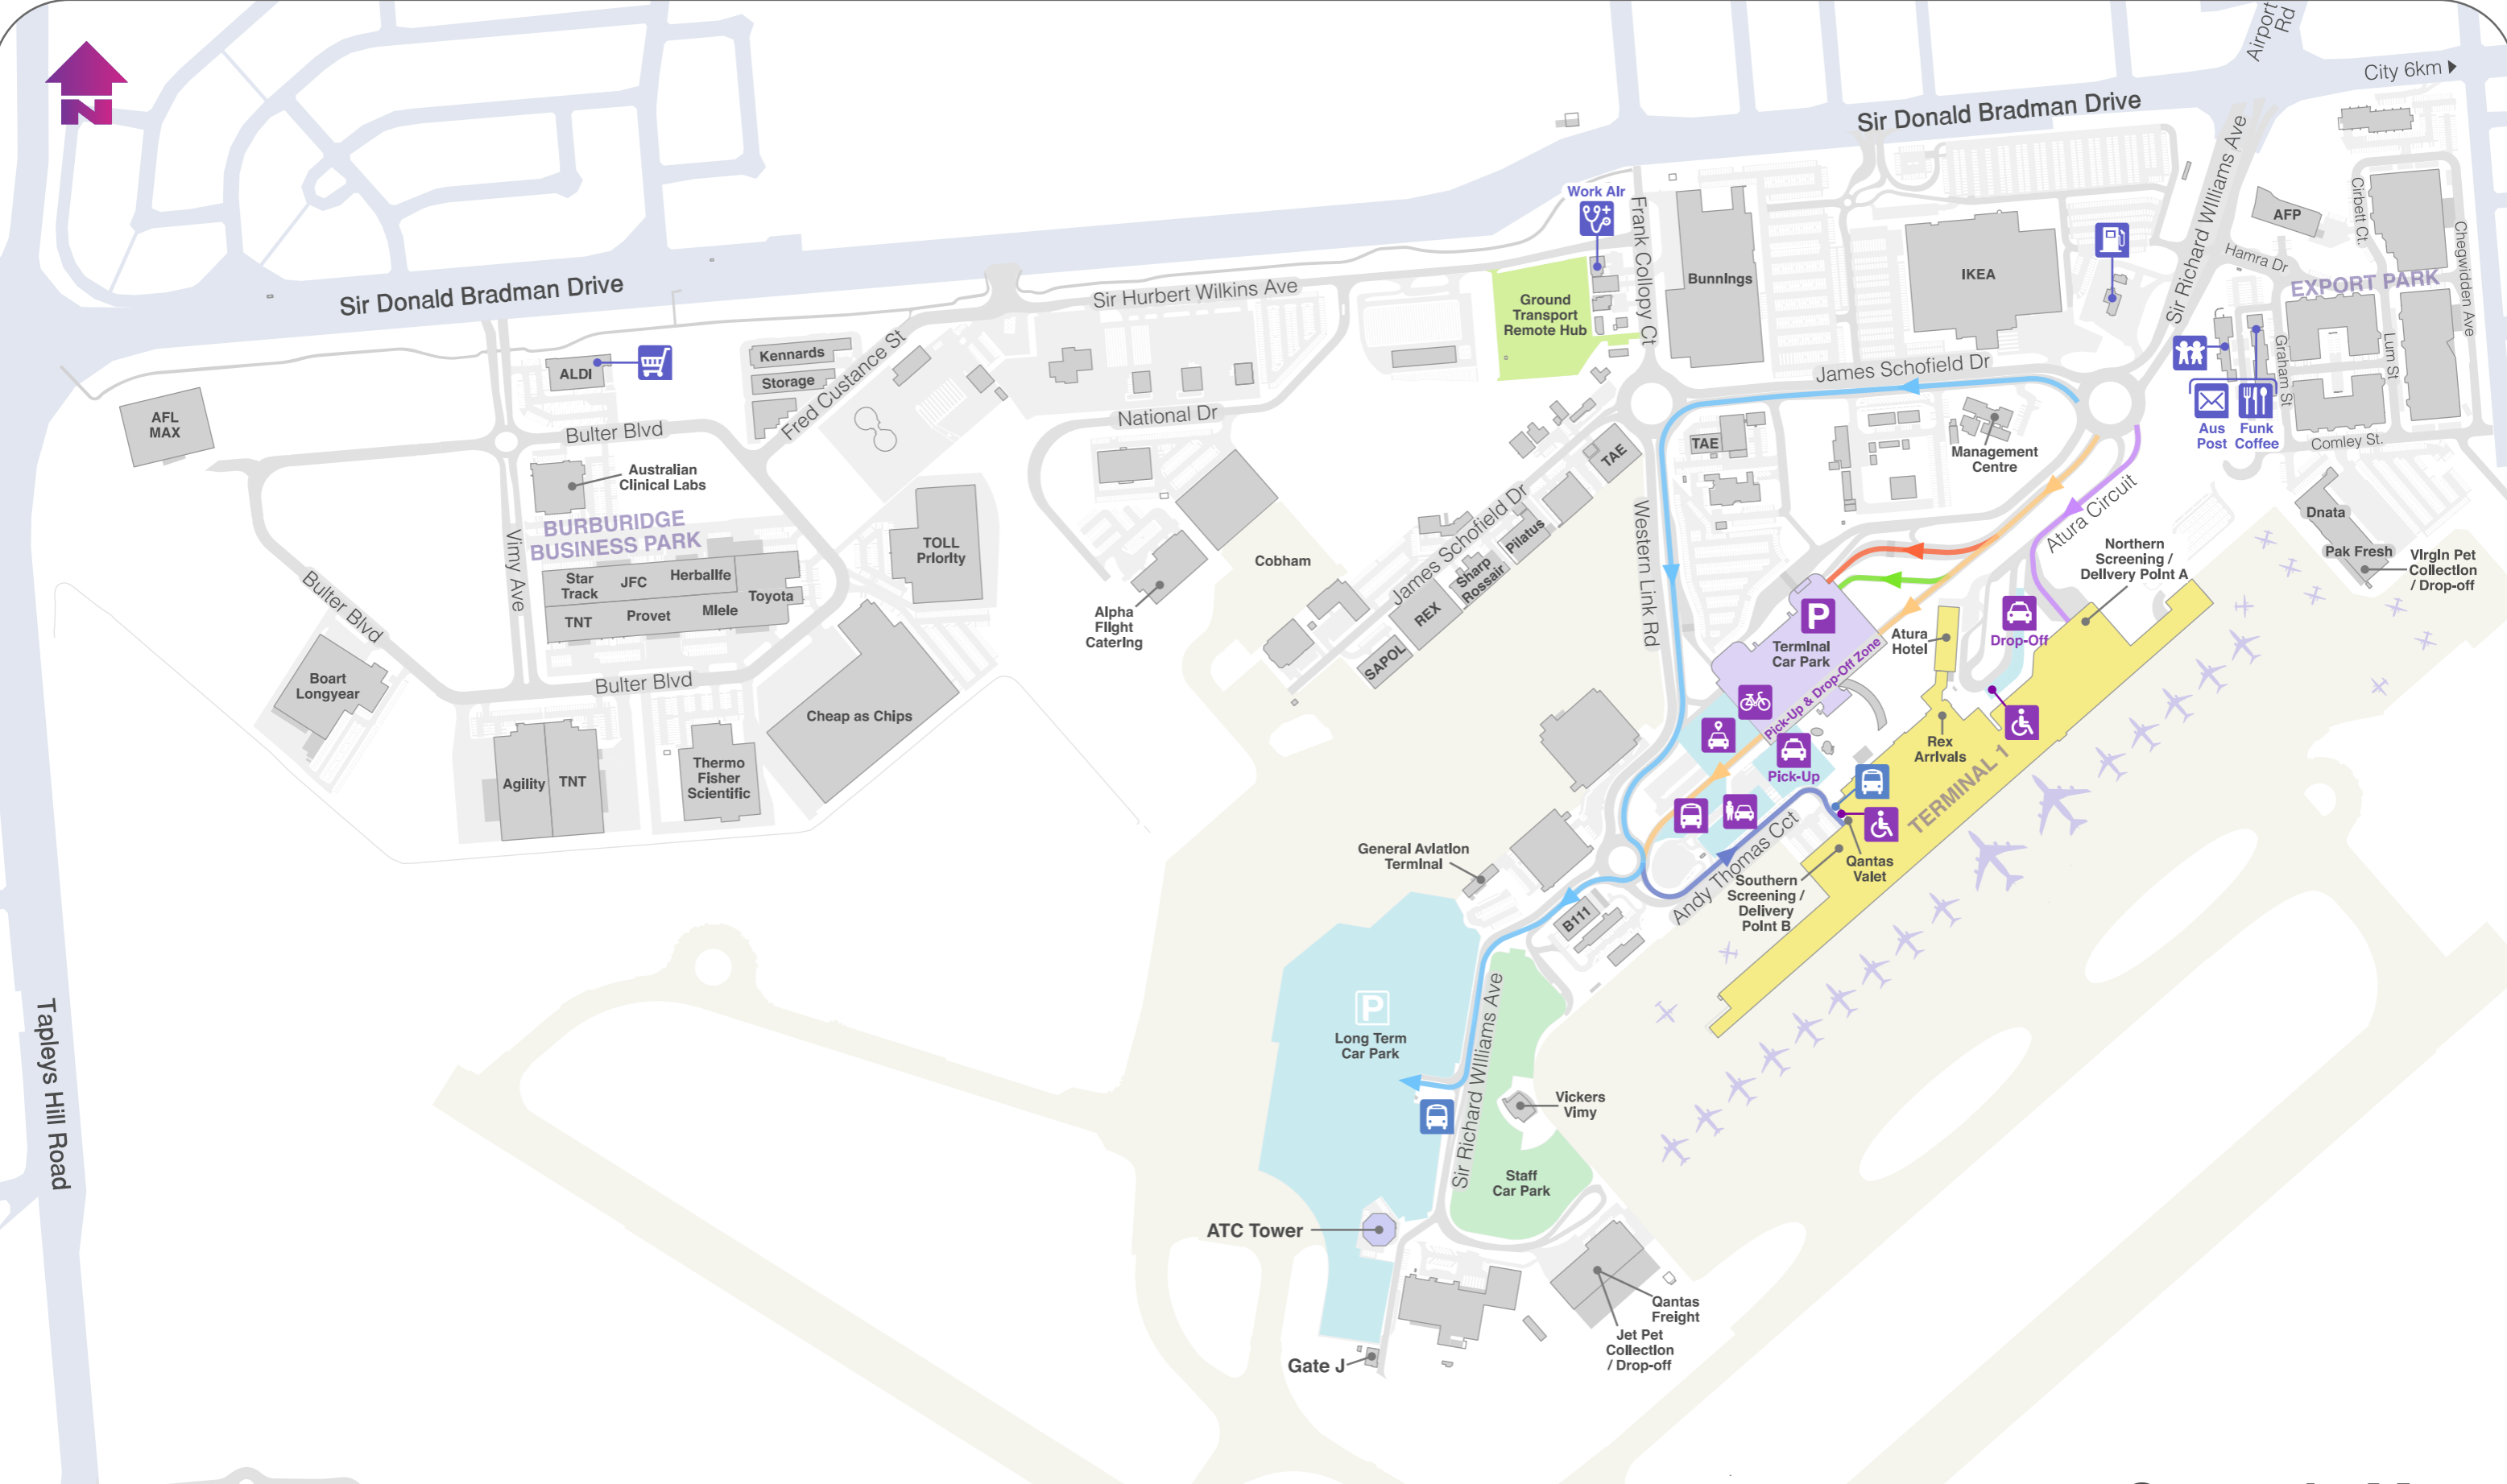 N
Airport
Rd
City 6km
Sir Donald Bradman Drive
Sir Donald Bradman Drive
Sir Richard Williams Ave
Work Air
Frank Collopy Ct
Bunnings
IKEA
AFP
Cirbett Ct.
Chegwidden Ave
Hamra Dr
EXPORT PARK
Graham St
Lum St
Comley St.
Aus
Post
Funk
Coffee
Sir Hurbert Wilkins Ave
Ground
Transport
Remote Hub
James Schofield Dr
Kennards
Storage
Fred Custance St
ALDI
AFL
MAX
Bulter Blvd
National Dr
TAE
TAE
Management
Centre
Australian
Clinical Labs
BURBURIDGE
BUSINESS PARK
Vimy Ave
Star
Track
JFC
Herbalife
TNT
Provet
Miele
Toyota
TOLL
Priority
Cobham
Alpha
Flight
Catering
James Schofield Dr
Pilatus
Sharp
Rossair
REX
SAPOL
Western Link Rd
Atura Circuit
Dnata
Pak Fresh
Virgin Pet
Collection
/ Drop-off
Northern
Screening /
Delivery Point A
P
Terminal
Car Park
Pick-Up & Drop-Off Zone
Atura
Hotel
Drop-Off
Rex
Arrivals
TERMINAL 1
Pick-Up
Bulter Blvd
Boart
Longyear
Bulter Blvd
Cheap as Chips
Agility
TNT
Thermo
Fisher
Scientific
General Aviation
Terminal
B111
Andy Thomas Cct
Qantas
Valet
Southern
Screening /
Delivery
Point B
P
Long Term
Car Park
Sir Richard Williams Ave
Vickers
Vimy
Staff
Car Park
ATC Tower
Tapleys Hill Road
Qantas
Freight
Jet Pet
Collection
/ Drop-off
Gate J